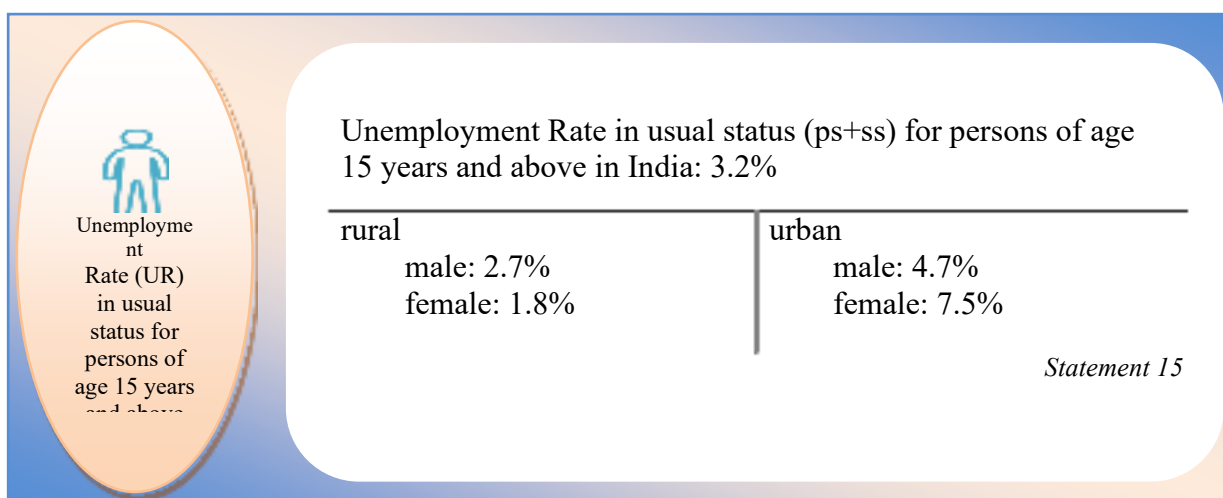 Unemployme
nt
Rate (UR)
in usual
status for
persons of
age 15 years
and above
Unemployment Rate in usual status (ps+ss) for persons of age
15 years and above in India: 3.2%
rural
male: 2.7%
female: 1.8%
urban
male: 4.7%
female: 7.5%
Statement 15